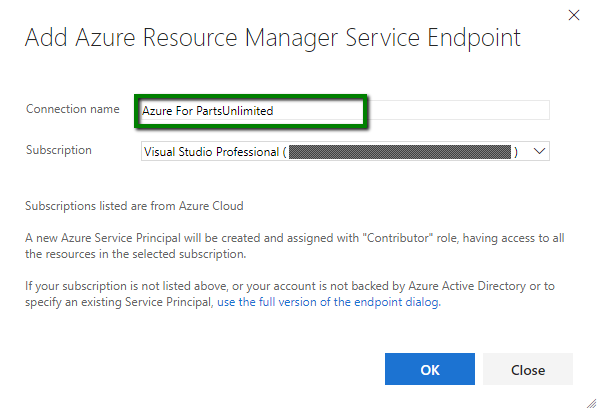 Add Azure Resource Manager Service Endpoint
Connection name
Azure For PartsUnlimited
Subscription
Visual Studio Professional ( )
Subscriptions listed are from Azure Cloud
A new Azure Service Principal will be created and assigned with "Contributor" role, having access to all
the resources in the selected subscription.
If your subscription is not listed above, or your account is not backed by Azure Active Directory or to
specify an existing Service Principal, use the full version of the endpoint dialog.
OK
Close